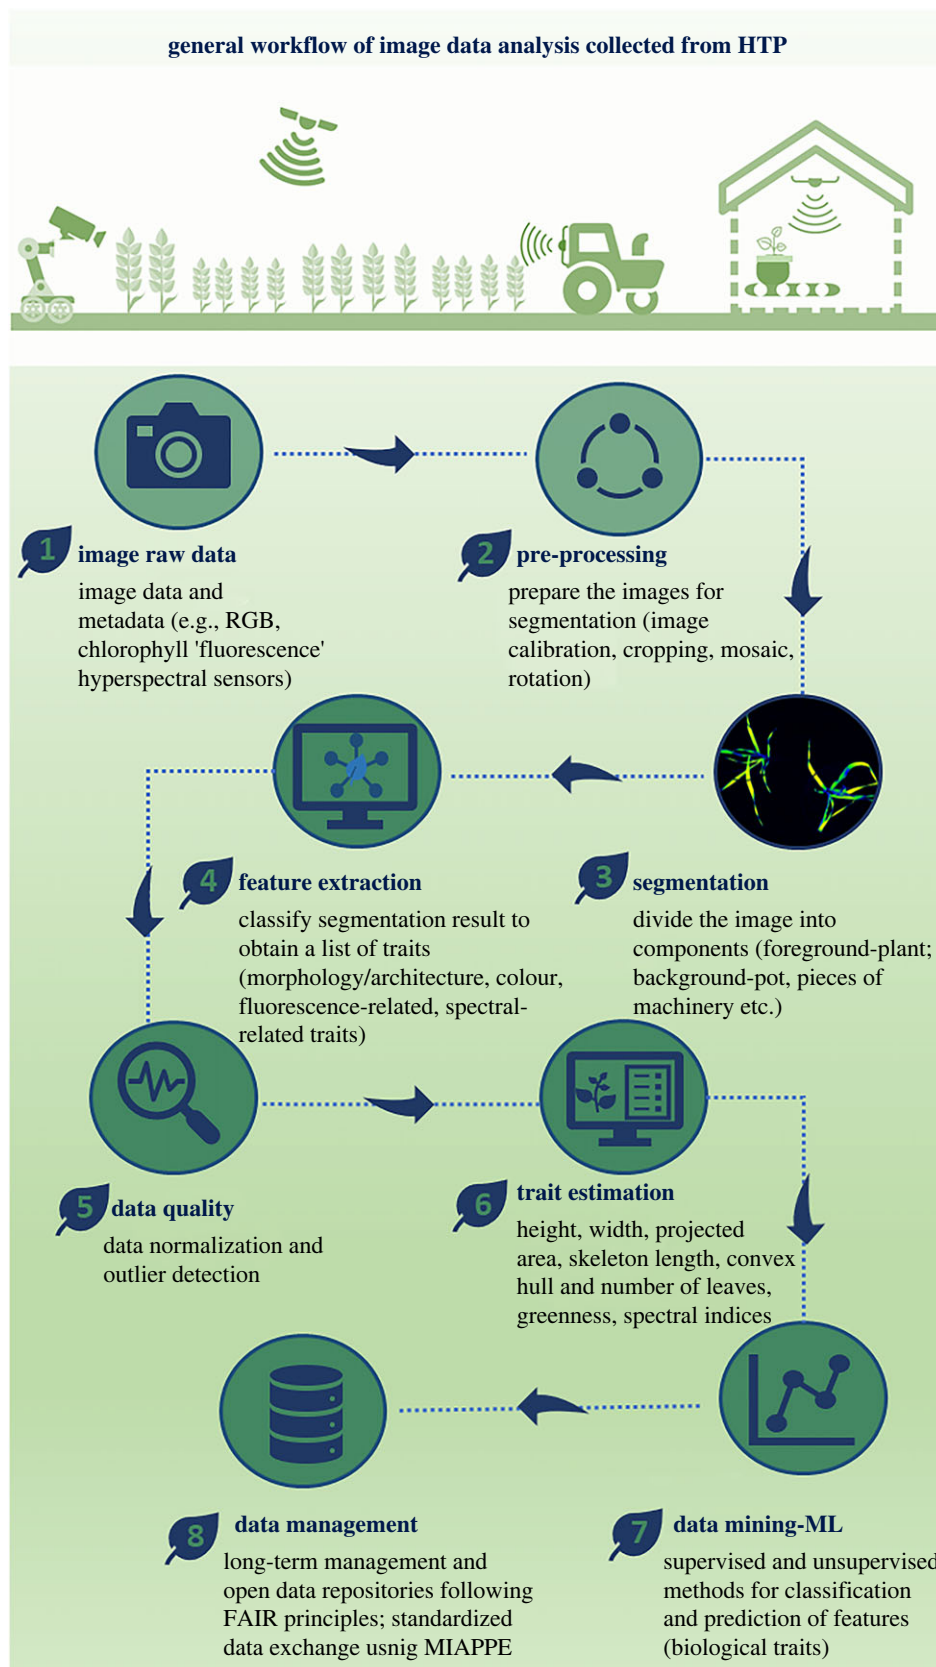 general workflow of image data analysis collected from HTP
1
image raw data
image data and
metadata (e.g., RGB,
chlorophyll 'fluorescence'
hyperspectral sensors)
2
pre-processing
prepare the images for
segmentation (image
calibration, cropping, mosaic,
rotation)
3
segmentation
divide the image into
components (foreground-plant;
background-pot, pieces of
machinery etc.)
4
feature extraction
classify segmentation result to
obtain a list of traits
(morphology/architecture, colour,
fluorescence-related, spectral-
related traits)
5
data quality
data normalization and
outlier detection
6
trait estimation
height, width, projected
area, skeleton length, convex
hull and number of leaves,
greenness, spectral indices
7
data mining-ML
supervised and unsupervised
methods for classification
and prediction of features
(biological traits)
8
data management
long-term management and
open data repositories following
FAIR principles; standardized
data exchange usnig MIAPPE